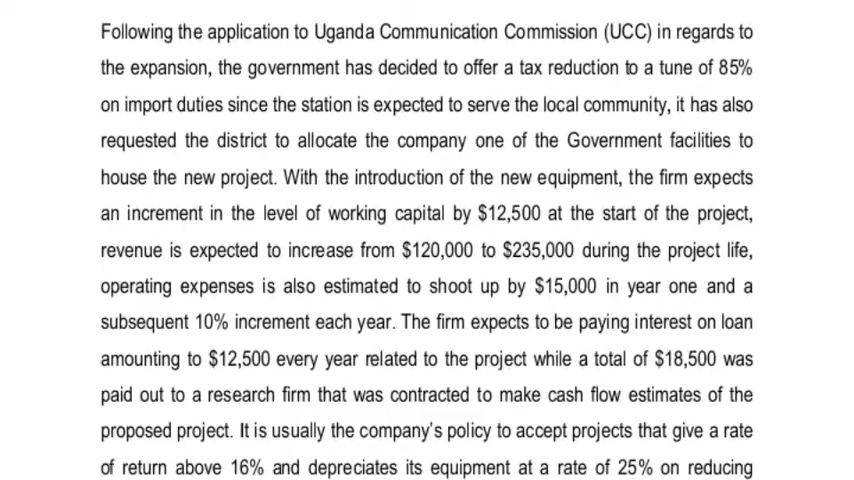 Following the application to Uganda Communication Commission (UCC) in regards to
the expansion, the government has decided to offer a tax reduction to a tune of 85%
on import duties since the station is expected to serve the local community, it has also
requested the district to allocate the company one of the Government facilities to
house the new project. With the introduction of the new equipment, the firm expects
an increment in the level of working capital by $12,500 at the start of the project,
revenue is expected to increase from $120,000 to $235,000 during the project life,
operating expenses is also estimated to shoot up by $15,000 in year one and a
subsequent 10% increment each year. The firm expects to be paying interest on loan
amounting to $12,500 every year related to the project while a total of $18,500 was
paid out to a research firm that was contracted to make cash flow estimates of the
proposed project. It is usually the company's policy to accept projects that give a rate
of return above 16% and depreciates its equipment at a rate of 25% on reducing